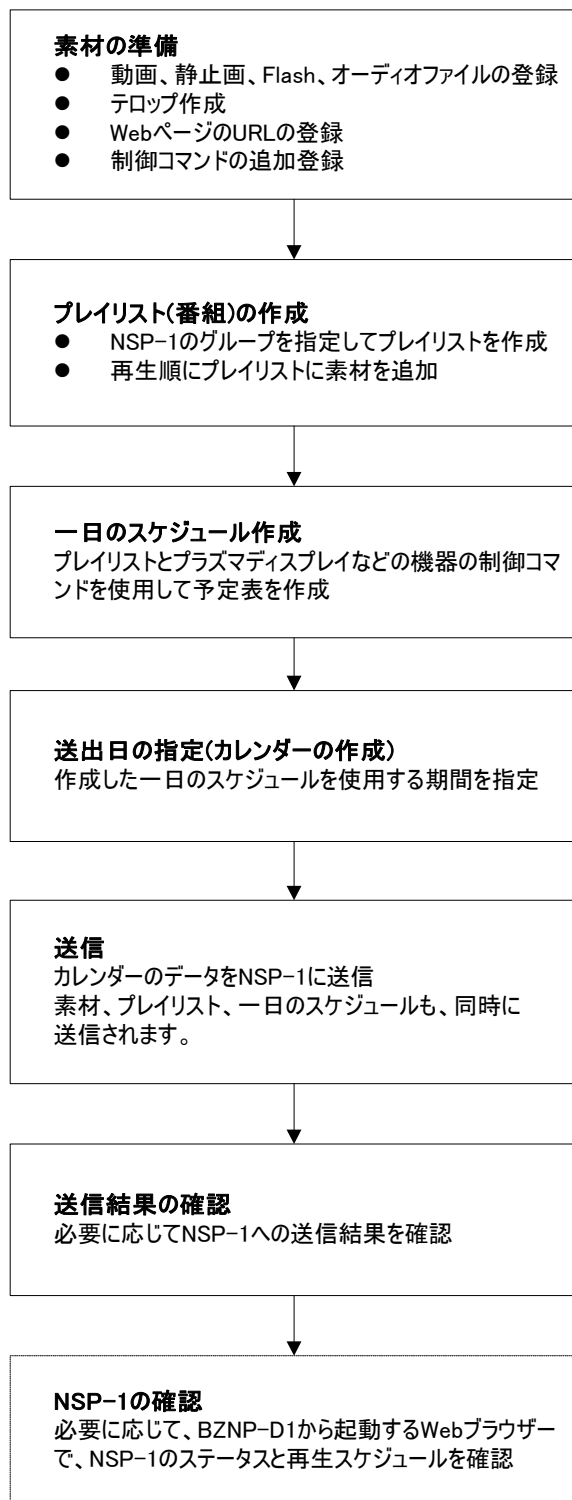 素材の準備
● 動画、静止画、Flash、オーディオファイルの登録
● テロップ作成
● WebページのURLの登録
● 制御コマンドの追加登録
プレイリスト(番組)の作成
● NSP-1のグループを指定してプレイリストを作成
● 再生順にプレイリストに素材を追加
一日のスケジュール作成
プレイリストとプラズマディスプレイなどの機器の制御コマ
ンドを使用して予定表を作成
送出日の指定(カレンダーの作成)
作成した一日のスケジュールを使用する期間を指定
送信
カレンダーのデータをNSP-1に送信
素材、プレイリスト、一日のスケジュールも、同時に
送信されます。
送信結果の確認
必要に応じてNSP-1への送信結果を確認
NSP-1の確認
必要に応じて、BZNP-D1から起動するWebブラウザー
で、NSP-1のステータスと再生スケジュールを確認